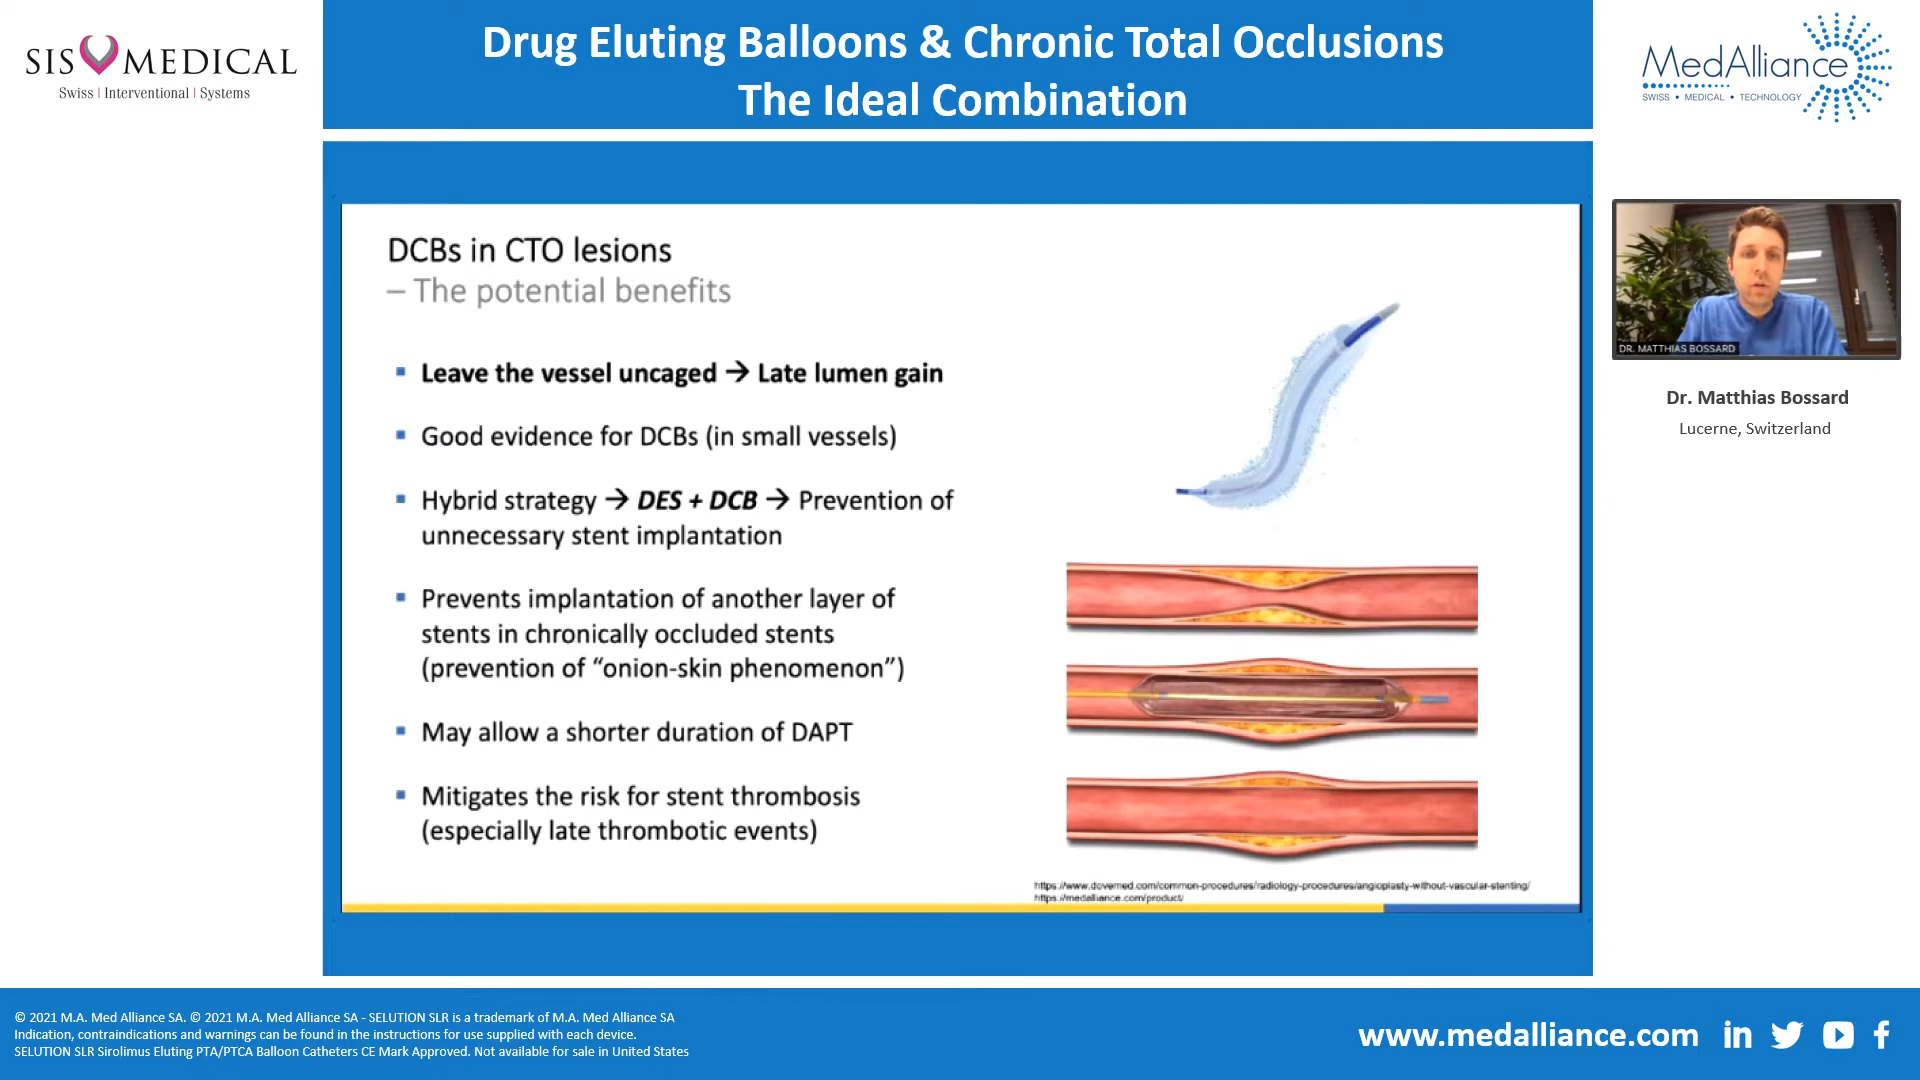 SIS MEDICAL
Swiss | Interventional | Systems
Drug Eluting Balloons & Chronic Total Occlusions
The Ideal Combination
MedAlliance
SWISS • MEDICAL • TECHNOLOGY
DCBs in CTO lesions
– The potential benefits
▪ Leave the vessel uncaged → Late lumen gain
▪ Good evidence for DCBs (in small vessels)
▪ Hybrid strategy → DES + DCB → Prevention of
unnecessary stent implantation
▪ Prevents implantation of another layer of
stents in chronically occluded stents
(prevention of “onion-skin phenomenon”)
▪ May allow a shorter duration of DAPT
▪ Mitigates the risk for stent thrombosis
(especially late thrombotic events)
https://www.dovemed.com/common-procedures/radiology-procedures/angioplasty-without-vascular-stenting/
https://medalliance.com/product/
DR. MATTHIAS BOSSARD
Dr. Matthias Bossard
Lucerne, Switzerland
© 2021 M.A. Med Alliance SA. © 2021 M.A. Med Alliance SA - SELUTION SLR is a trademark of M.A. Med Alliance SA
Indication, contraindications and warnings can be found in the instructions for use supplied with each device.
SELUTION SLR Sirolimus Eluting PTA/PTCA Balloon Catheters CE Mark Approved. Not available for sale in United States
www.medalliance.com